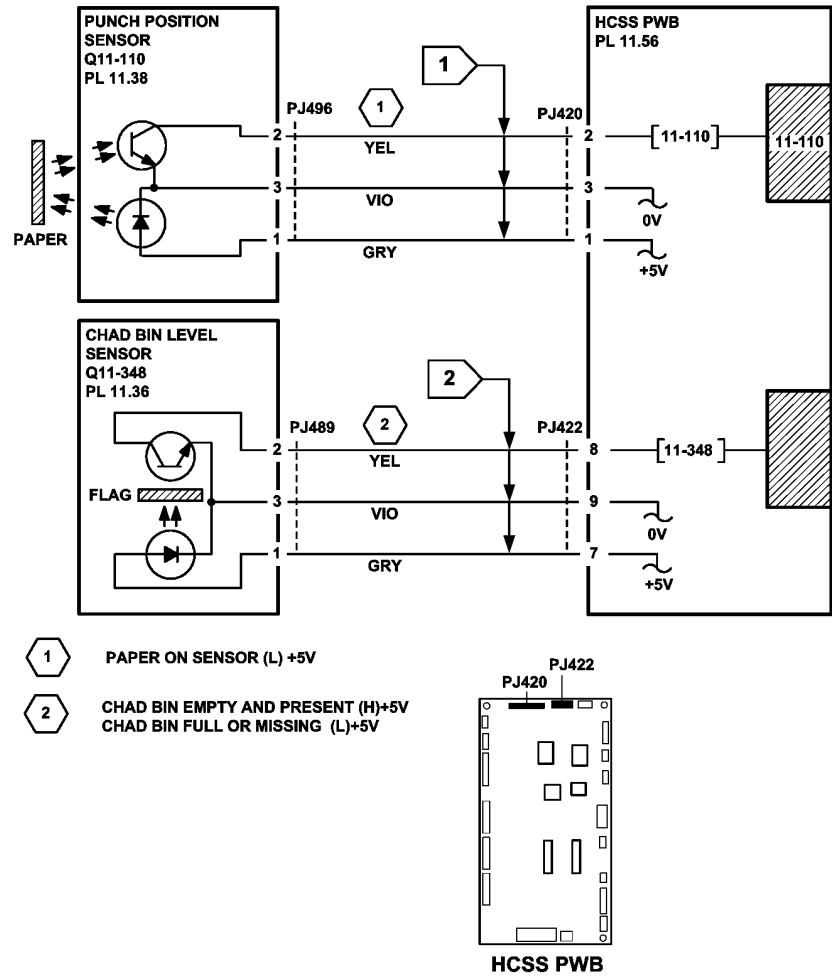 PUNCH POSITION
SENSOR
Q11-110
PL 11.38
PAPER
2
3
1
PJ496
1
YEL
VIO
GRY
1
PJ420
HCSS PWB
PL 11.56
2
3
1
[11-110]
0V
+5V
11-110
CHAD BIN LEVEL
SENSOR
Q11-348
PL 11.36
FLAG
2
3
1
PJ489
2
YEL
VIO
GRY
2
PJ422
8
9
7
[11-348]
0V
+5V
1 PAPER ON SENSOR (L) +5V
2 CHAD BIN EMPTY AND PRESENT (H)+5V
CHAD BIN FULL OR MISSING (L)+5V
PJ422
PJ420
HCSS PWB